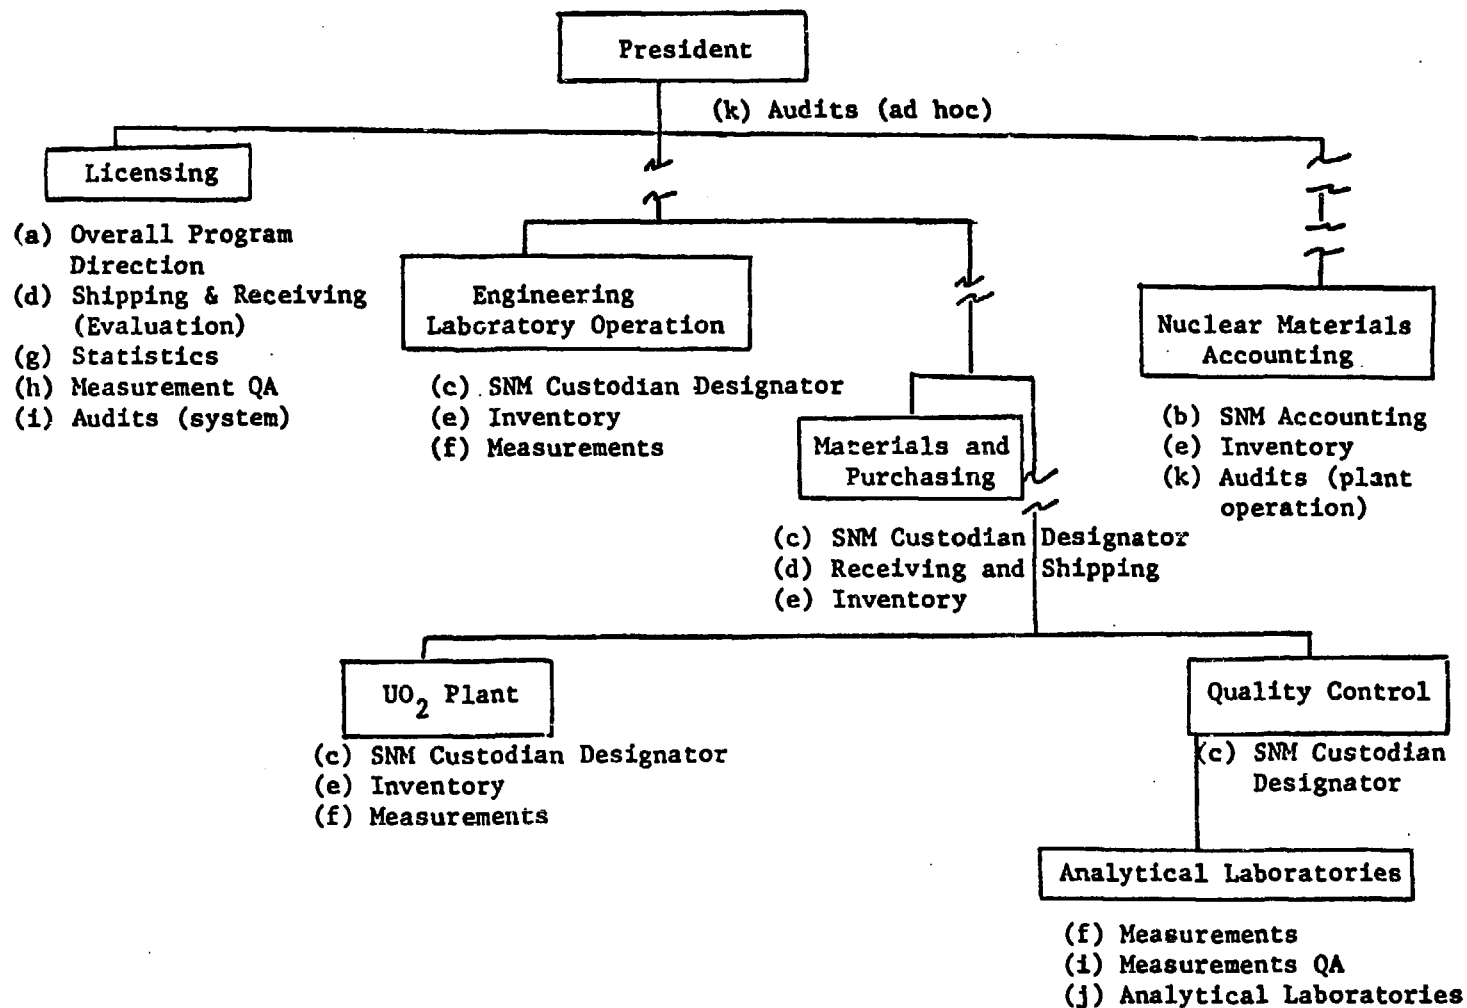 President
(k) Audits (ad hoc)
Licensing
(a) Overall Program
Direction
(d) Shipping & Receiving
(Evaluation)
(g) Statistics
(h) Measurement QA
(i) Audits (system)
Engineering
Laboratory Operation
(c) SNM Custodian Designator
(e) Inventory
(f) Measurements
Materials and
Purchasing
(c) SNM Custodian Designator
(d) Receiving and Shipping
(e) Inventory
Nuclear Materials
Accounting
(b) SNM Accounting
(e) Inventory
(k) Audits (plant
operation)
UO2 Plant
(c) SNM Custodian Designator
(e) Inventory
(f) Measurements
Quality Control
(c) SNM Custodian
Designator
Analytical Laboratories
(f) Measurements
(i) Measurements QA
(j) Analytical Laboratories